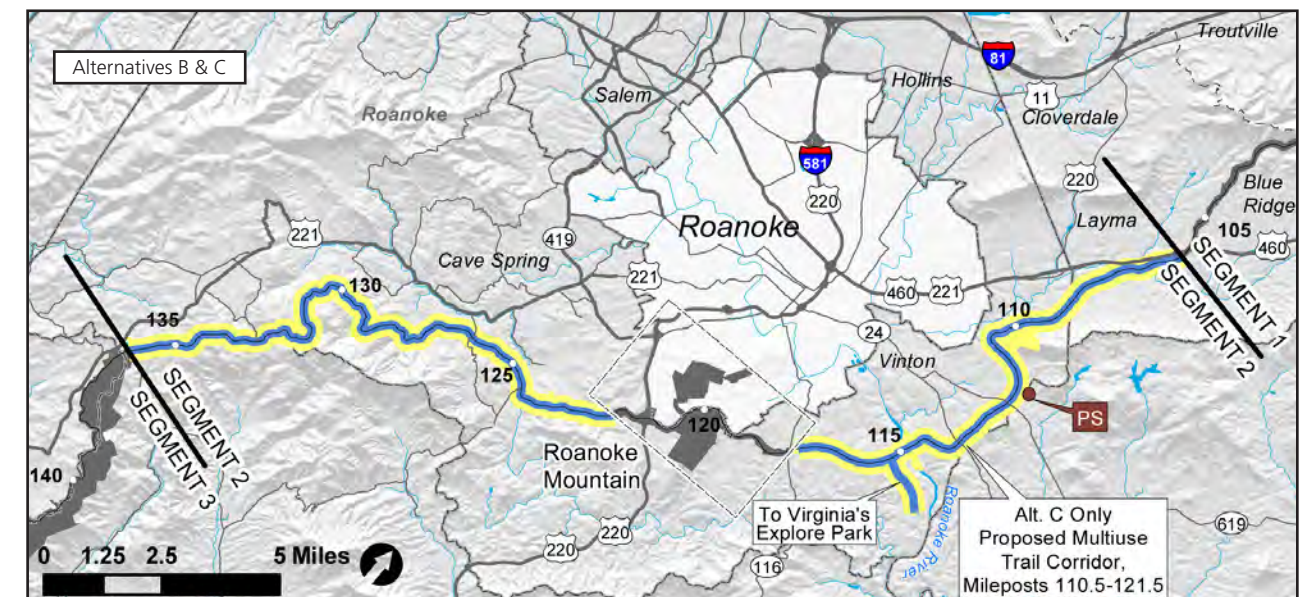 Alternatives B & C
Troutville
81
Hollins
11
Cloverdale
Salem
Roanoke
581
220
220
Layma
Blue
Ridge
105
460
221
419
Cave Spring
Roanoke
221
460
221
SEGMENT 1
SEGMENT 2
130
135
110
24
Vinton
125
PS
120
115
SEGMENT 2
SEGMENT 3
140
Roanoke
Mountain
To Virginia's
Explore Park
Roanoke River
Alt. C Only
Proposed Multiuse
Trail Corridor,
Mileposts 110.5-121.5
619
220
220
116
0 1.25 2.5 5 Miles